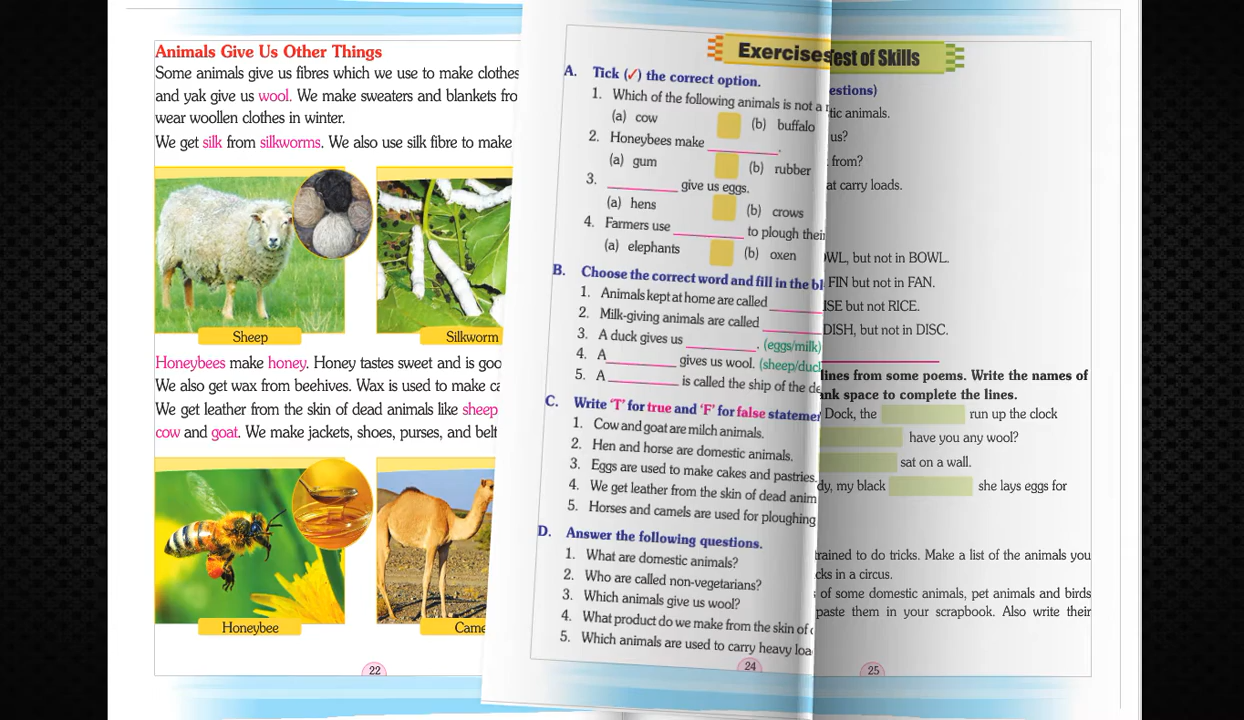 Animals Give Us Other Things
Some animals give us fibres which we use to make clothes
and yak give us wool. We make sweaters and blankets fro
wear woollen clothes in winter.
We get silk from silkworms. We also use silk fibre to make
Sheep
Silkworm
Honeybees make honey. Honey tastes sweet and is goo
We also get wax from beehives. Wax is used to make ca
We get leather from the skin of dead animals like sheep
cow and goat. We make jackets, shoes, purses, and belt
Honeybee
Came
22
Exercises
A. Tick (✓) the correct option.
1. Which of the following animals is not a
(a) cow (b) buffalo
2. Honeybees make ________.
(a) gum (b) rubber
3. ________ give us eggs.
(a) hens (b) crows
4. Farmers use ________ to plough thei
(a) elephants (b) oxen
B. Choose the correct word and fill in the bl
1. Animals kept at home are called ________
2. Milk-giving animals are called ________
3. A duck gives us ________. (eggs/milk)
4. A ________ gives us wool. (sheep/duck
5. A ________ is called the ship of the de
C. Write 'T' for true and 'F' for false stateme
1. Cow and goat are milch animals.
2. Hen and horse are domestic animals.
3. Eggs are used to make cakes and pastries.
4. We get leather from the skin of dead anim
5. Horses and camels are used for ploughing
D. Answer the following questions.
1. What are domestic animals?
2. Who are called non-vegetarians?
3. Which animals give us wool?
4. What product do we make from the skin of
5. Which animals are used to carry heavy loa
24
Test of Skills
estions)
tic animals.
us?
from?
at carry loads.
OWL, but not in BOWL.
FIN but not in FAN.
USE but not RICE.
DISH, but not in DISC.
lines from some poems. Write the names of
ank space to complete the lines.
Dock, the ________ run up the clock
________ have you any wool?
________ sat on a wall.
dy, my black ________ she lays eggs for
trained to do tricks. Make a list of the animals you
cks in a circus.
of some domestic animals, pet animals and birds
paste them in your scrapbook. Also write their
25